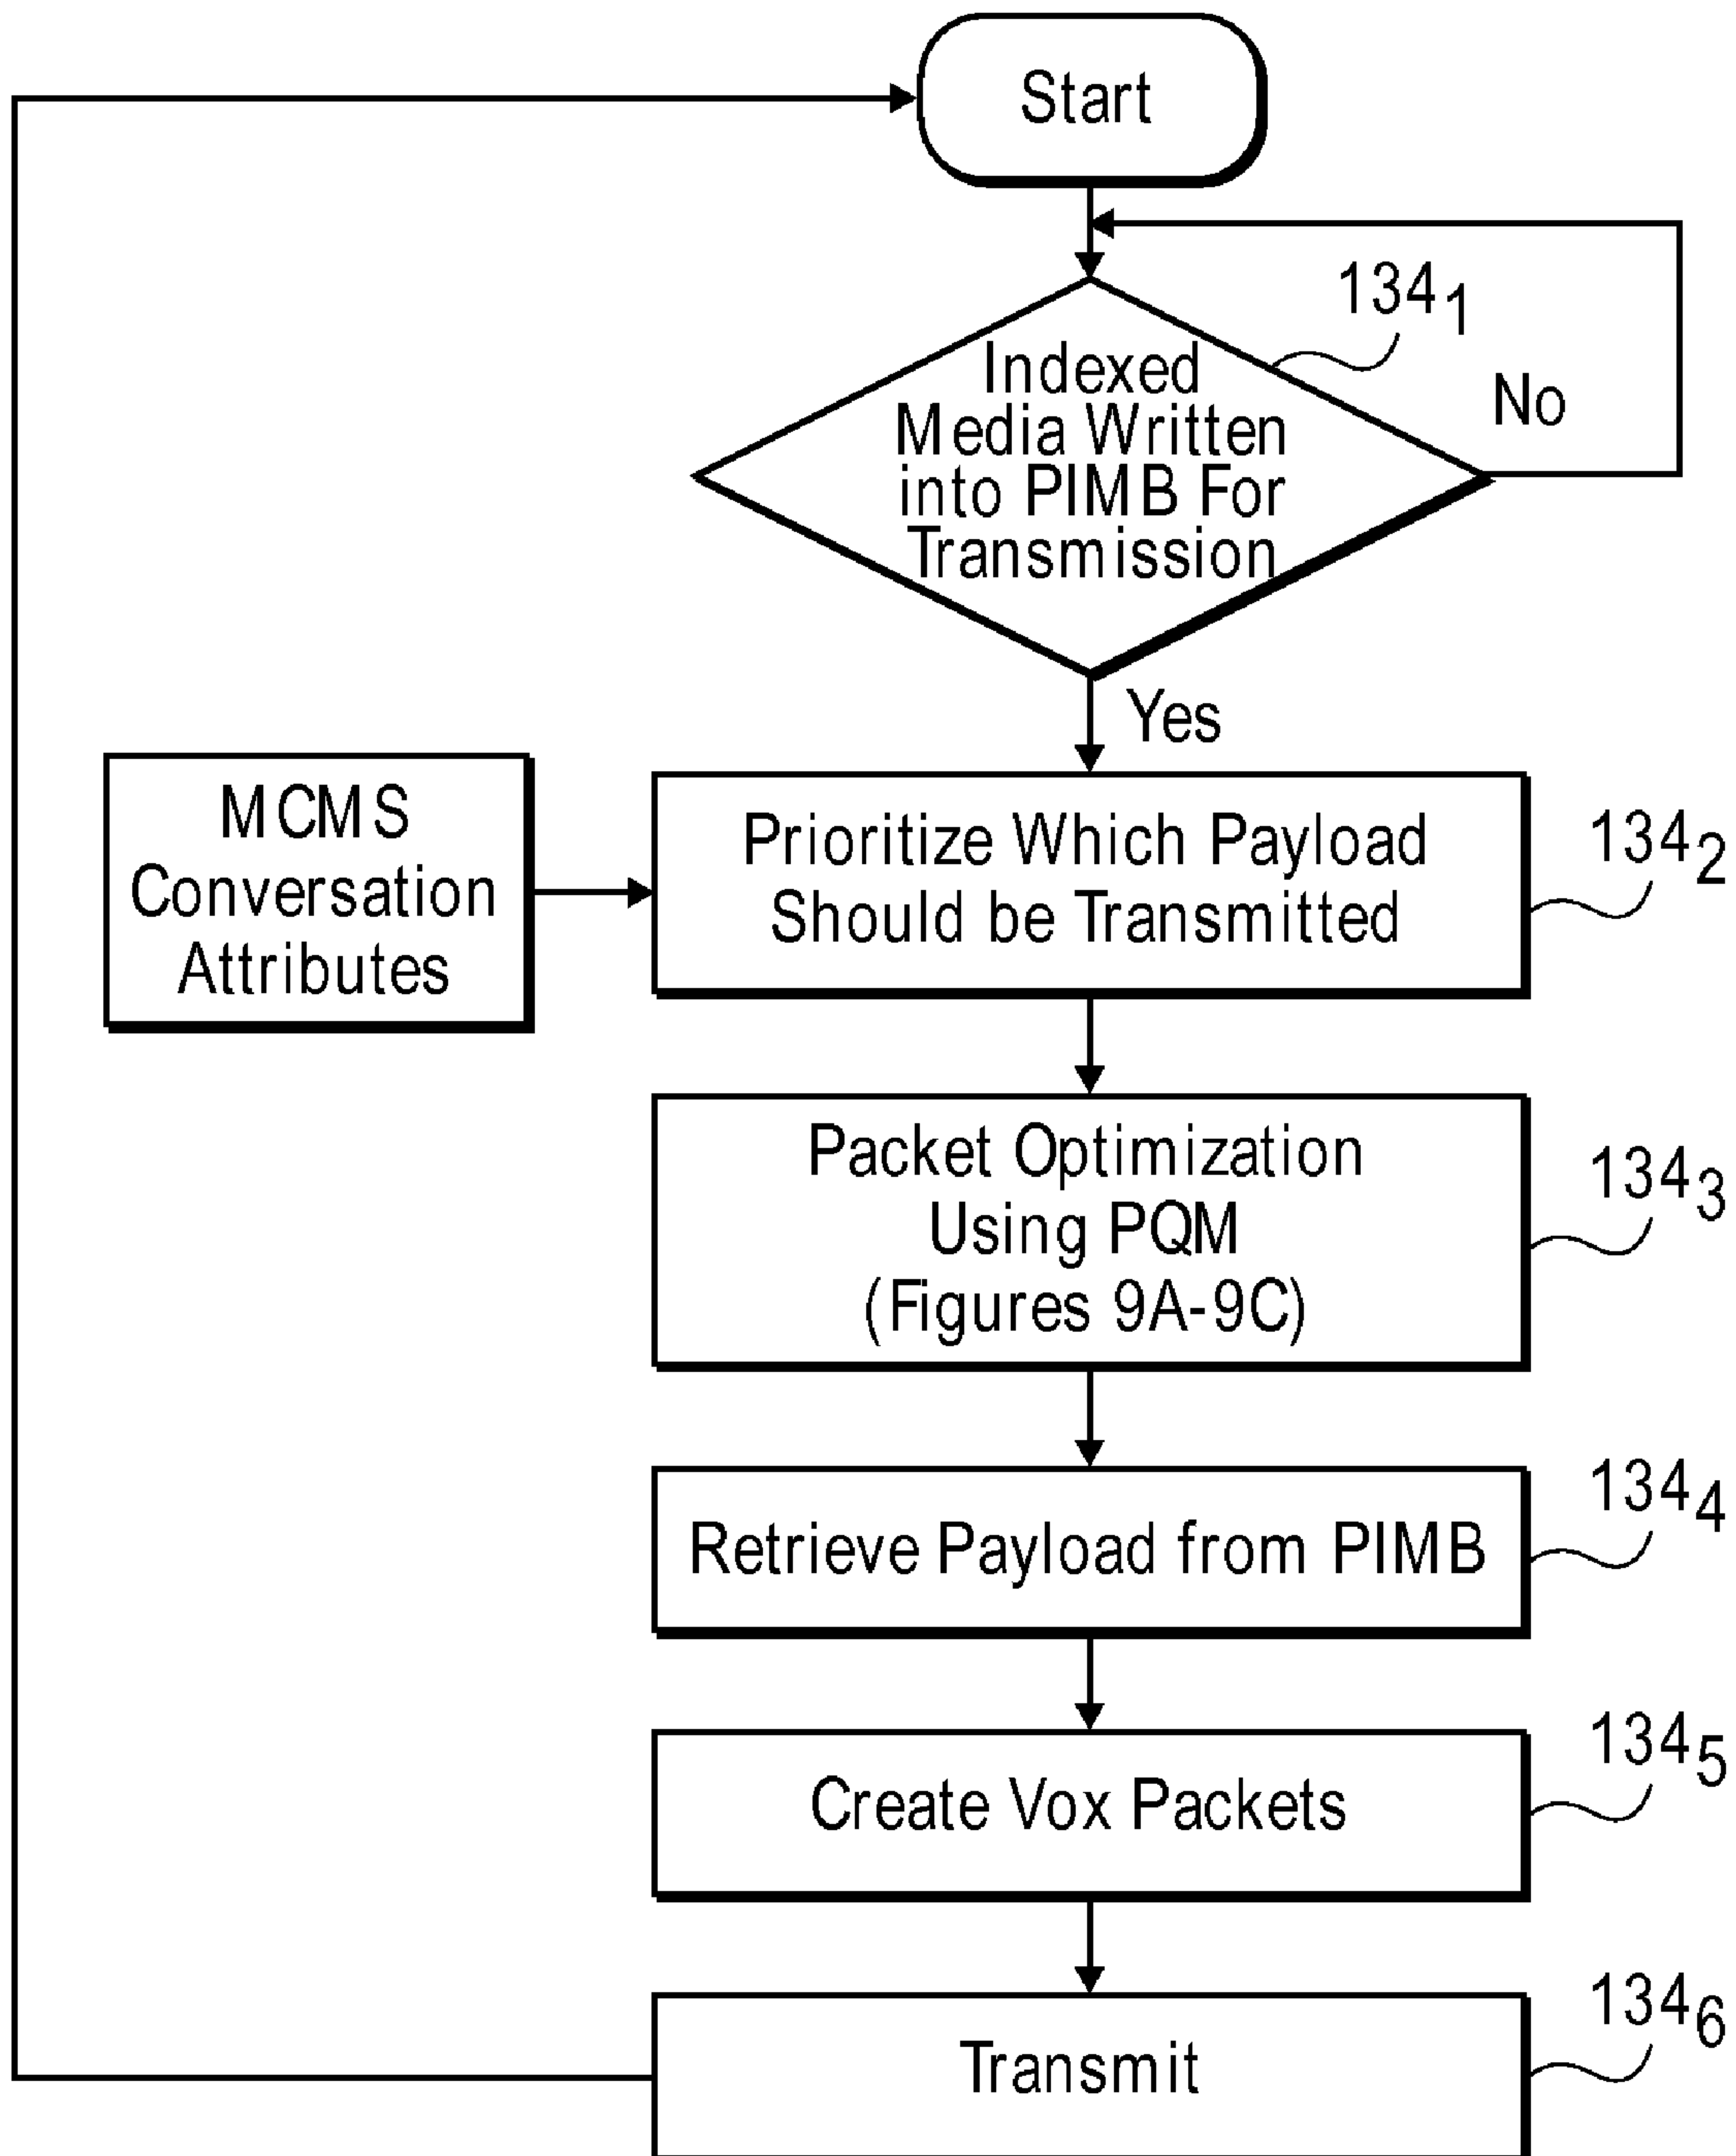 Start
134₁
Indexed
Media Written
into PIMB For
Transmission
No
Yes
MCMS
Conversation
Attributes
Prioritize Which Payload
Should be Transmitted
134₂
Packet Optimization
Using PQM
(Figures 9A-9C)
134₃
Retrieve Payload from PIMB
134₄
Create Vox Packets
134₅
Transmit
134₆